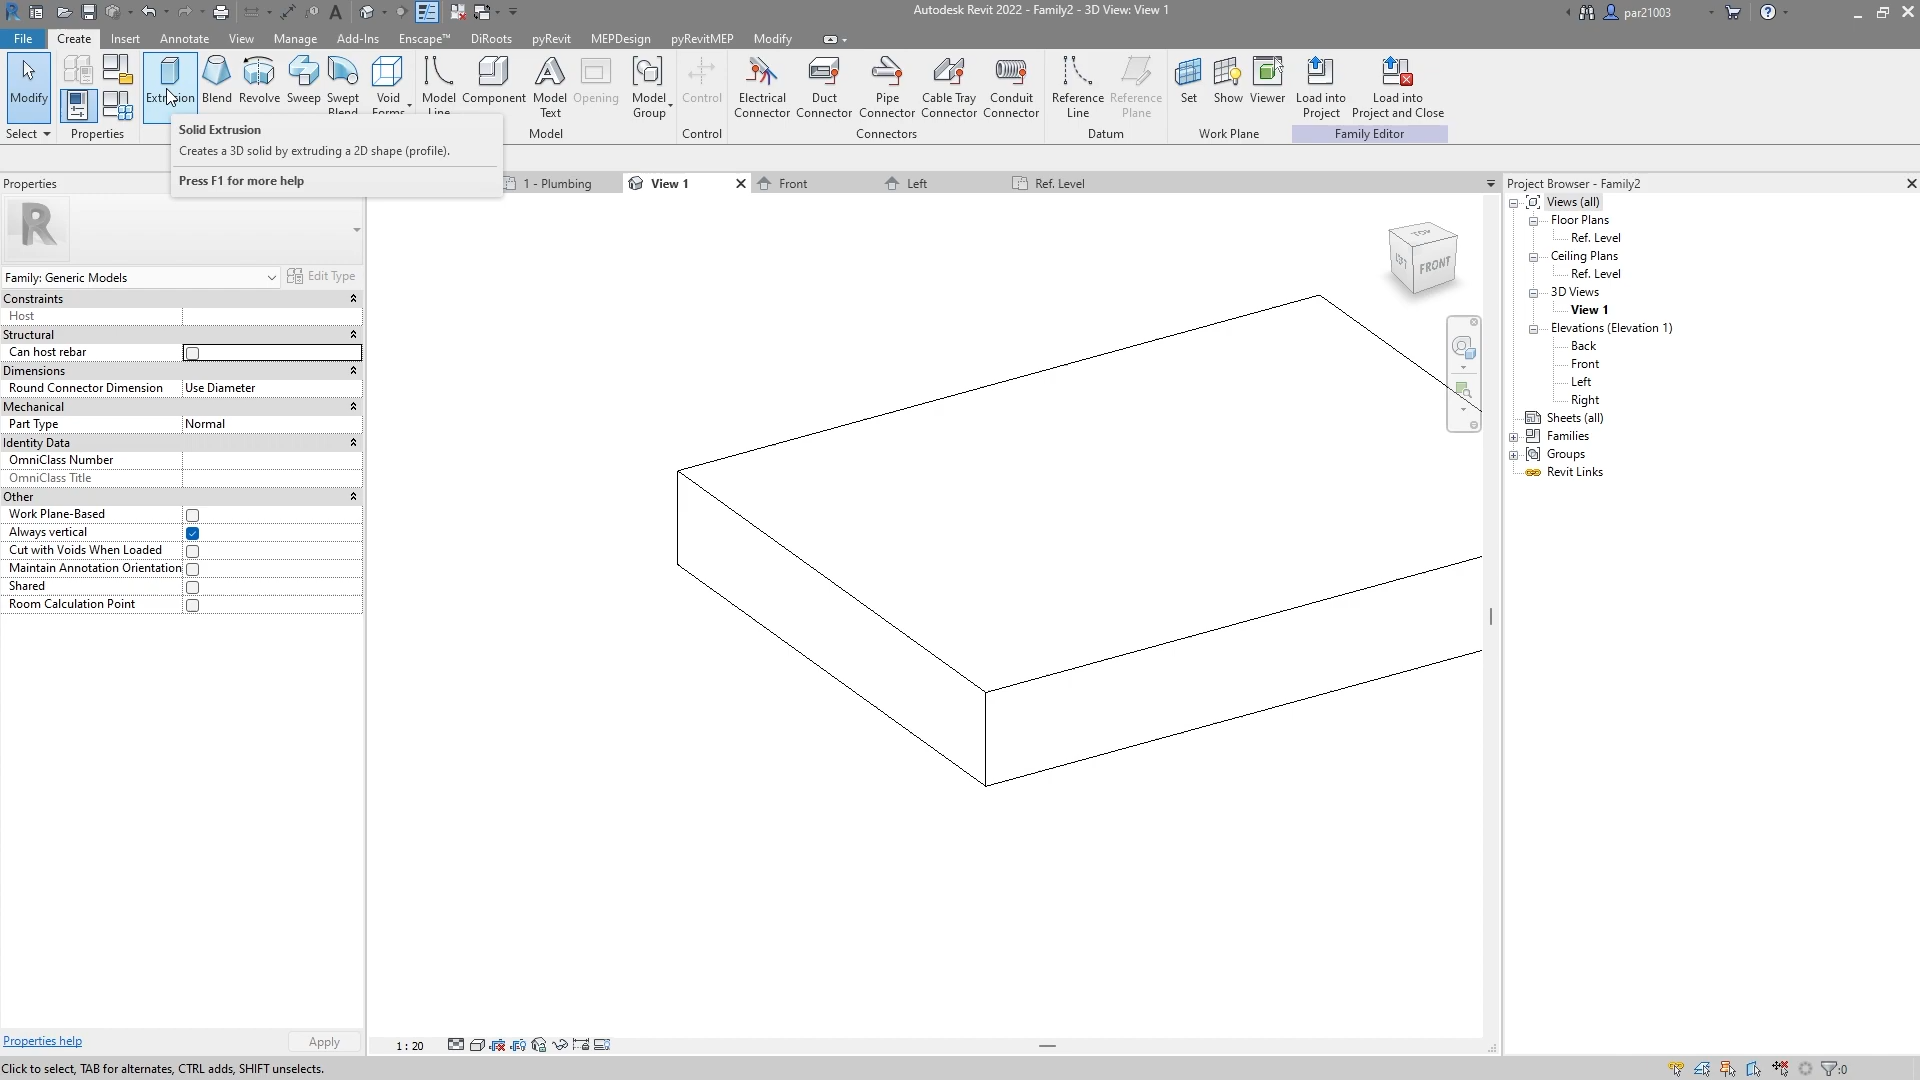 Autodesk Revit 2022 - Family2 - 3D View: View 1
par21003
File
Create
Insert
Annotate
View
Manage
Add-Ins
Enscape™
DiRoots
pyRevit
MEPDesign
pyRevitMEP
Modify
Modify
Extrusion
Blend
Revolve
Sweep
Swept
Blend
Void
Forms
Model
Line
Component
Model
Text
Opening
Model
Group
Control
Electrical
Connector
Duct
Connector
Pipe
Connector
Cable Tray
Connector
Conduit
Connector
Reference
Line
Reference
Plane
Set
Show
Viewer
Load into
Project
Load into
Project and Close
Select
Properties
Model
Control
Connectors
Datum
Work Plane
Family Editor
Solid Extrusion
Creates a 3D solid by extruding a 2D shape (profile).
Press F1 for more help
Properties
1 - Plumbing
View 1
Front
Left
Ref. Level
Project Browser - Family2
R
Family: Generic Models
Edit Type
Constraints
Host
Structural
Can host rebar
Dimensions
Round Connector Dimension Use Diameter
Mechanical
Part Type Normal
Identity Data
OmniClass Number
OmniClass Title
Other
Work Plane-Based
Always vertical
Cut with Voids When Loaded
Maintain Annotation Orientation
Shared
Room Calculation Point
Properties help
Apply
TOP
LEFT
FRONT
Views (all)
Floor Plans
Ref. Level
Ceiling Plans
Ref. Level
3D Views
View 1
Elevations (Elevation 1)
Back
Front
Left
Right
Sheets (all)
Families
Groups
Revit Links
1 : 20
Click to select, TAB for alternates, CTRL adds, SHIFT unselects.
:0